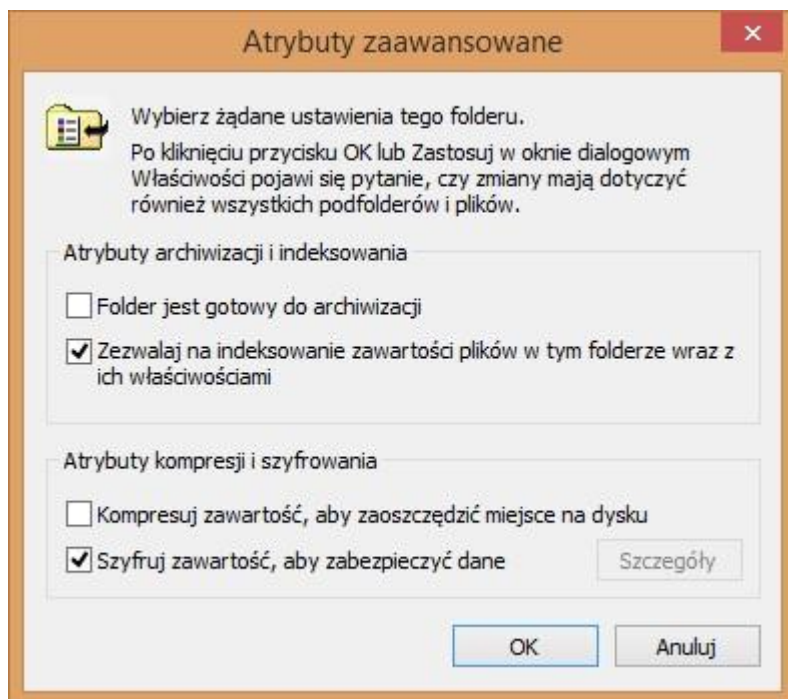 Atrybuty zaawansowane
Wybierz żądane ustawienia tego folderu.
Po kliknięciu przycisku OK lub Zastosuj w oknie dialogowym
Właściwości pojawi się pytanie, czy zmiany mają dotyczyć
również wszystkich podfolderów i plików.
Atrybuty archiwizacji i indeksowania
Folder jest gotowy do archiwizacji
Zezwalaj na indeksowanie zawartości plików w tym folderze wraz z
ich właściwościami
Atrybuty kompresji i szyfrowania
Kompresuj zawartość, aby zaoszczędzić miejsce na dysku
Szyfruj zawartość, aby zabezpieczyć dane
Szczegóły
OK
Anuluj